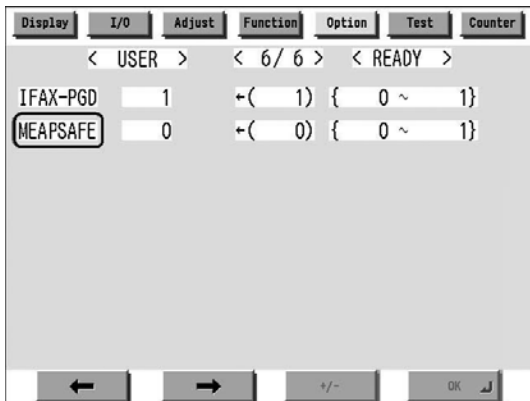 Display I/O Adjust Function Option Test Counter
< USER > < 6/ 6 > < READY >
IFAX-PGD 1 ←( 1) { 0 ~ 1}
MEAPSAFE 0 ←( 0) { 0 ~ 1}
← → +/- OK ↵